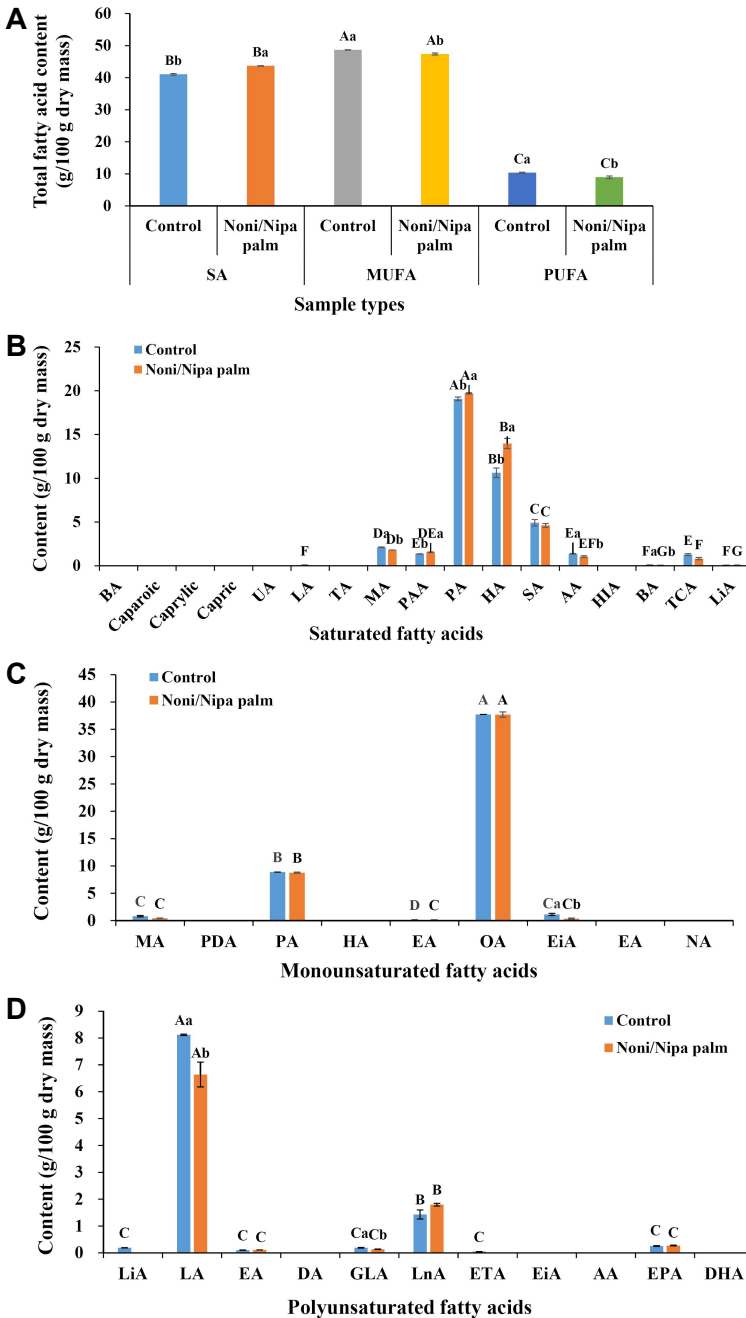 A
Total fatty acid content
(g/100 g dry mass)
60
50
40
30
20
10
0
Bb
Ba
Aa
Ab
Ca
Cb
Control
Noni/Nipa palm
Control
Noni/Nipa palm
Control
Noni/Nipa palm
SA
MUFA
PUFA
Sample types
B
Content (g/100 g dry mass)
25
20
15
10
5
0
Control
Noni/Nipa palm
F
Da
Db
Eb
DEa
Ab
Aa
Bb
Ba
C
C
Ea
EFb
Fa
Gb
E
F
F
G
BA
Caparoic
Caprylic
Capric
UA
LA
TA
MA
PAA
PA
HA
SA
AA
HIA
BA
TCA
LiA
Saturated fatty acids
C
Content (g/100 g dry mass)
45
40
35
30
25
20
15
10
5
0
Control
Noni/Nipa palm
C
C
B
B
D
C
A
A
Ca
Cb
MA
PDA
PA
HA
EA
OA
EiA
EA
NA
Monounsaturated fatty acids
D
Content (g/100 g dry mass)
9
8
7
6
5
4
3
2
1
0
Control
Noni/Nipa palm
C
Aa
Ab
C
C
Ca
Cb
B
B
C
C
C
LiA
LA
EA
DA
GLA
LnA
ETA
EiA
AA
EPA
DHA
Polyunsaturated fatty acids